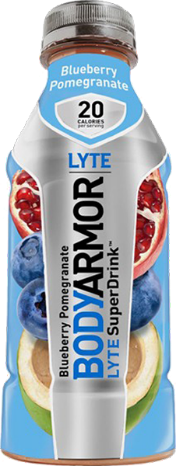 Blueberry
Pomegranate
20
CALORIES
per serving
LYTE
Blueberry Pomegranate
BODYARMOR
LYTE SuperDrink™